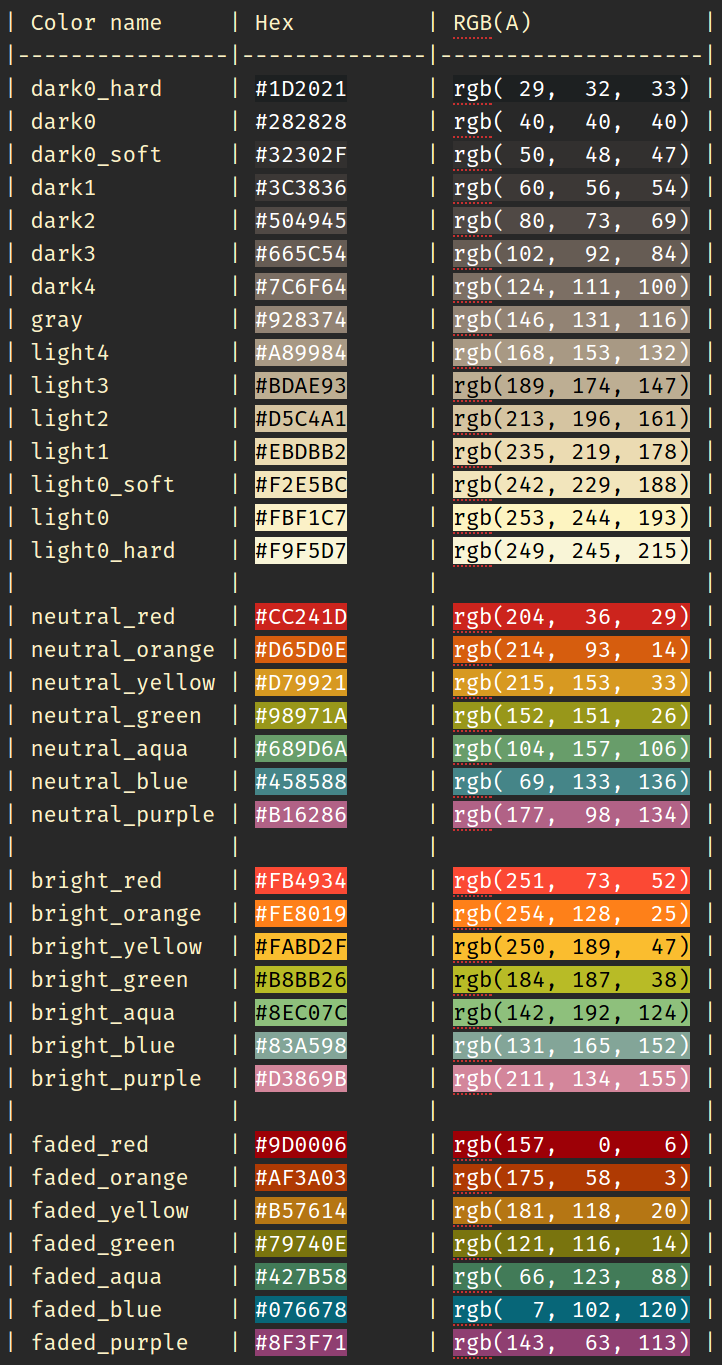 | Color name     | Hex          | RGB(A)             |
|----------------|--------------|--------------------|
| dark0_hard     | #1D2021      | rgb( 29,  32,  33) |
| dark0          | #282828      | rgb( 40,  40,  40) |
| dark0_soft     | #32302F      | rgb( 50,  48,  47) |
| dark1          | #3C3836      | rgb( 60,  56,  54) |
| dark2          | #504945      | rgb( 80,  73,  69) |
| dark3          | #665C54      | rgb(102,  92,  84) |
| dark4          | #7C6F64      | rgb(124, 111, 100) |
| gray           | #928374      | rgb(146, 131, 116) |
| light4         | #A89984      | rgb(168, 153, 132) |
| light3         | #BDAE93      | rgb(189, 174, 147) |
| light2         | #D5C4A1      | rgb(213, 196, 161) |
| light1         | #EBDBB2      | rgb(235, 219, 178) |
| light0_soft    | #F2E5BC      | rgb(242, 229, 188) |
| light0         | #FBF1C7      | rgb(253, 244, 193) |
| light0_hard    | #F9F5D7      | rgb(249, 245, 215) |
|                |              |                    |
| neutral_red    | #CC241D      | rgb(204,  36,  29) |
| neutral_orange | #D65D0E      | rgb(214,  93,  14) |
| neutral_yellow | #D79921      | rgb(215, 153,  33) |
| neutral_green  | #98971A      | rgb(152, 151,  26) |
| neutral_aqua   | #689D6A      | rgb(104, 157, 106) |
| neutral_blue   | #458588      | rgb( 69, 133, 136) |
| neutral_purple | #B16286      | rgb(177,  98, 134) |
|                |              |                    |
| bright_red     | #FB4934      | rgb(251,  73,  52) |
| bright_orange  | #FE8019      | rgb(254, 128,  25) |
| bright_yellow  | #FABD2F      | rgb(250, 189,  47) |
| bright_green   | #B8BB26      | rgb(184, 187,  38) |
| bright_aqua    | #8EC07C      | rgb(142, 192, 124) |
| bright_blue    | #83A598      | rgb(131, 165, 152) |
| bright_purple  | #D3869B      | rgb(211, 134, 155) |
|                |              |                    |
| faded_red      | #9D0006      | rgb(157,   0,   6) |
| faded_orange   | #AF3A03      | rgb(175,  58,   3) |
| faded_yellow   | #B57614      | rgb(181, 118,  20) |
| faded_green    | #79740E      | rgb(121, 116,  14) |
| faded_aqua     | #427B58      | rgb( 66, 123,  88) |
| faded_blue     | #076678      | rgb(  7, 102, 120) |
| faded_purple   | #8F3F71      | rgb(143,  63, 113) |